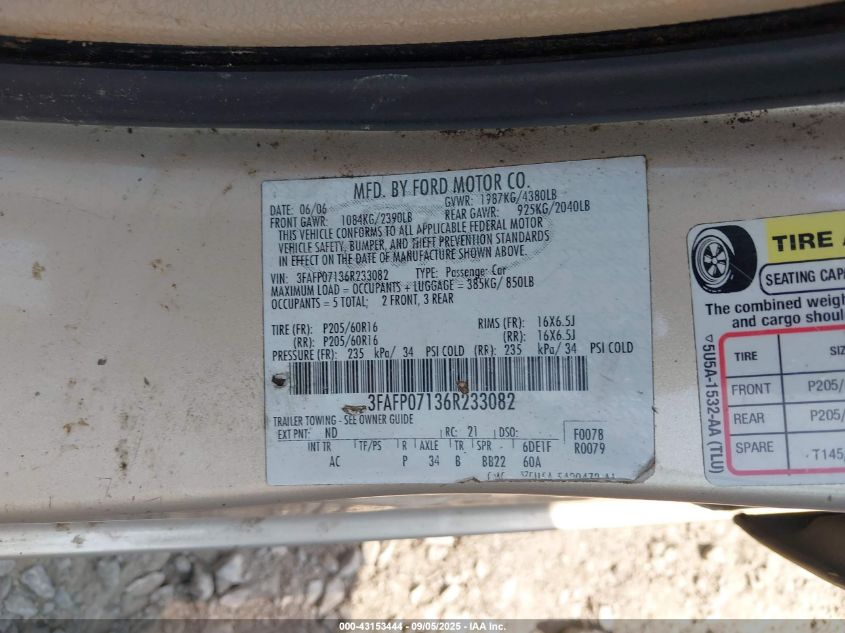 MFD. BY FORD MOTOR CO.
DATE: 06/06 GVWR: 1987KG/4380LB
FRONT GAWR: 1084KG/2390LB REAR GAWR: 925KG/2040LB
THIS VEHICLE CONFORMS TO ALL APPLICABLE FEDERAL MOTOR
VEHICLE SAFETY, BUMPER, AND THEFT PREVENTION STANDARDS
IN EFFECT ON THE DATE OF MANUFACTURE SHOWN ABOVE.
VIN: 3FAFP07136R233082 TYPE: Passenger Car
MAXIMUM LOAD = OCCUPANTS + LUGGAGE = 385KG/ 850LB
OCCUPANTS = 5 TOTAL; 2 FRONT, 3 REAR
TIRE (FR): P205/60R16 RIMS (FR): 16X6.5J
(RR): P205/60R16 (RR): 16X6.5J
PRESSURE (FR): 235 kPa/ 34 PSI COLD (RR): 235 kPa/ 34 PSI COLD
3FAFP07136R233082
TRAILER TOWING - SEE OWNER GUIDE
EXT PNT: ND RC: 21 DSO: F0078
INT TR TF/PS R AXLE TR SPR 6DE1F R0079
AC P 34 B BB22 60A
TIRE A
SEATING CAP
The combined weigh
and cargo shoul
TIRE SIZ
FRONT P205/
REAR P205/
SPARE T145/
▽5U5A-1532-AA (TLU)
000-43153444 - 09/05/2025 - IAA Inc.